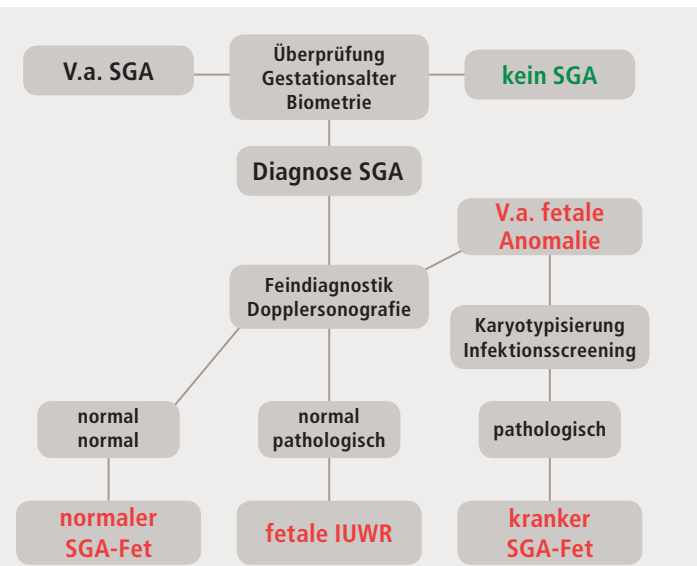 V.a. SGA
Überprüfung
Gestationsalter
Biometrie
kein SGA
Diagnose SGA
V.a. fetale
Anomalie
Feindiagnostik
Dopplersonografie
Karyotypisierung
Infektionsscreening
normal
normal
normal
pathologisch
pathologisch
normaler
SGA-Fet
fetale IUWR
kranker
SGA-Fet